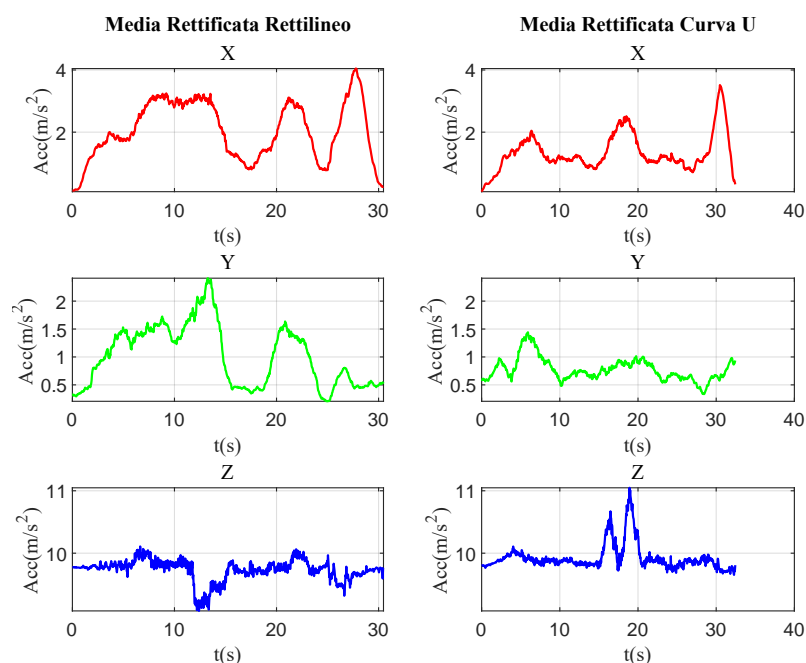 Media Rettificata Rettilineo
X
Acc(m/s²)
4
2
0 10 20 30
t(s)
Media Rettificata Curva U
X
Acc(m/s²)
4
2
0 10 20 30 40
t(s)
Y
Acc(m/s²)
2
1.5
1
0.5
0 10 20 30
t(s)
Y
Acc(m/s²)
2
1.5
1
0.5
0 10 20 30 40
t(s)
Z
Acc(m/s²)
11
10
0 10 20 30
t(s)
Z
Acc(m/s²)
11
10
0 10 20 30 40
t(s)